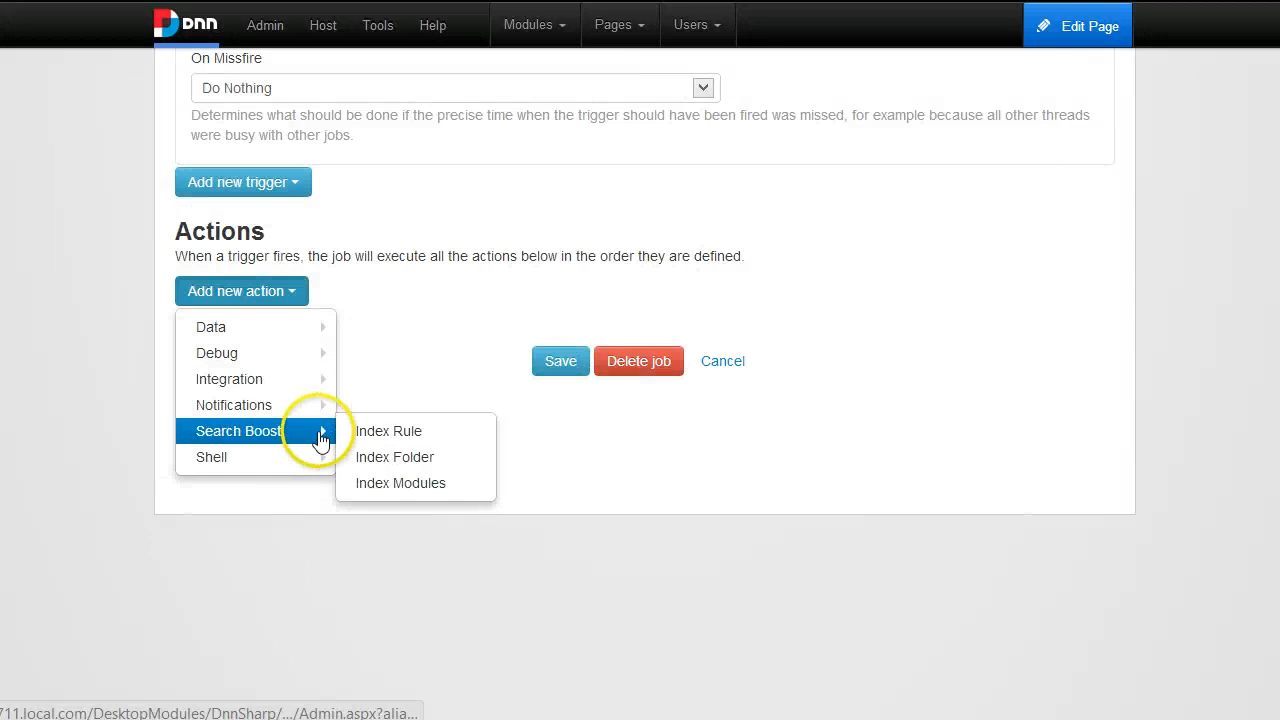 DNN Admin Host Tools Help Modules Pages Users Edit Page
On Missfire
Do Nothing
Determines what should be done if the precise time when the trigger should have been fired was missed, for example because all other threads
were busy with other jobs.
Add new trigger
Actions
When a trigger fires, the job will execute all the actions below in the order they are defined.
Add new action
Data
Debug
Integration
Save Delete job Cancel
Notifications
Search Boost
Shell
Index Rule
Index Folder
Index Modules
711.local.com/DesktopModules/DnnSharp/.../Admin.aspx?alia...